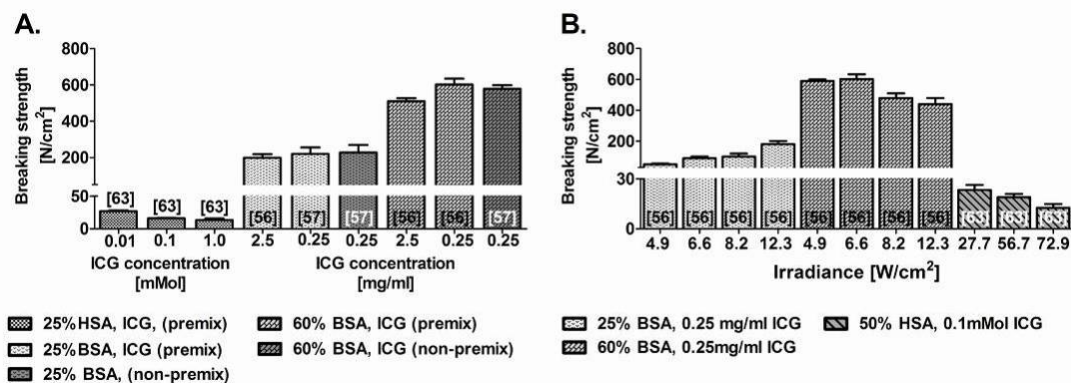 A.
Breaking strength
[N/cm²]
800
600
400
200
50
0
[63] [63] [63] [56] [57] [57] [56] [56] [57]
0.01 0.1 1.0 2.5 0.25 0.25 2.5 0.25 0.25
ICG concentration
[mMol]
ICG concentration
[mg/ml]
25%HSA, ICG, (premix)
25%BSA, ICG (premix)
25% BSA, (non-premix)
60% BSA, ICG (premix)
60% BSA, ICG (non-premix)
B.
Breaking strength
[N/cm²]
800
600
400
200
30
0
[56] [56] [56] [56] [56] [56] [56] [56] [63] [63] [63]
4.9 6.6 8.2 12.3 4.9 6.6 8.2 12.3 27.7 56.7 72.9
Irradiance [W/cm²]
25% BSA, 0.25 mg/ml ICG
60% BSA, 0.25mg/ml ICG
50% HSA, 0.1mMol ICG